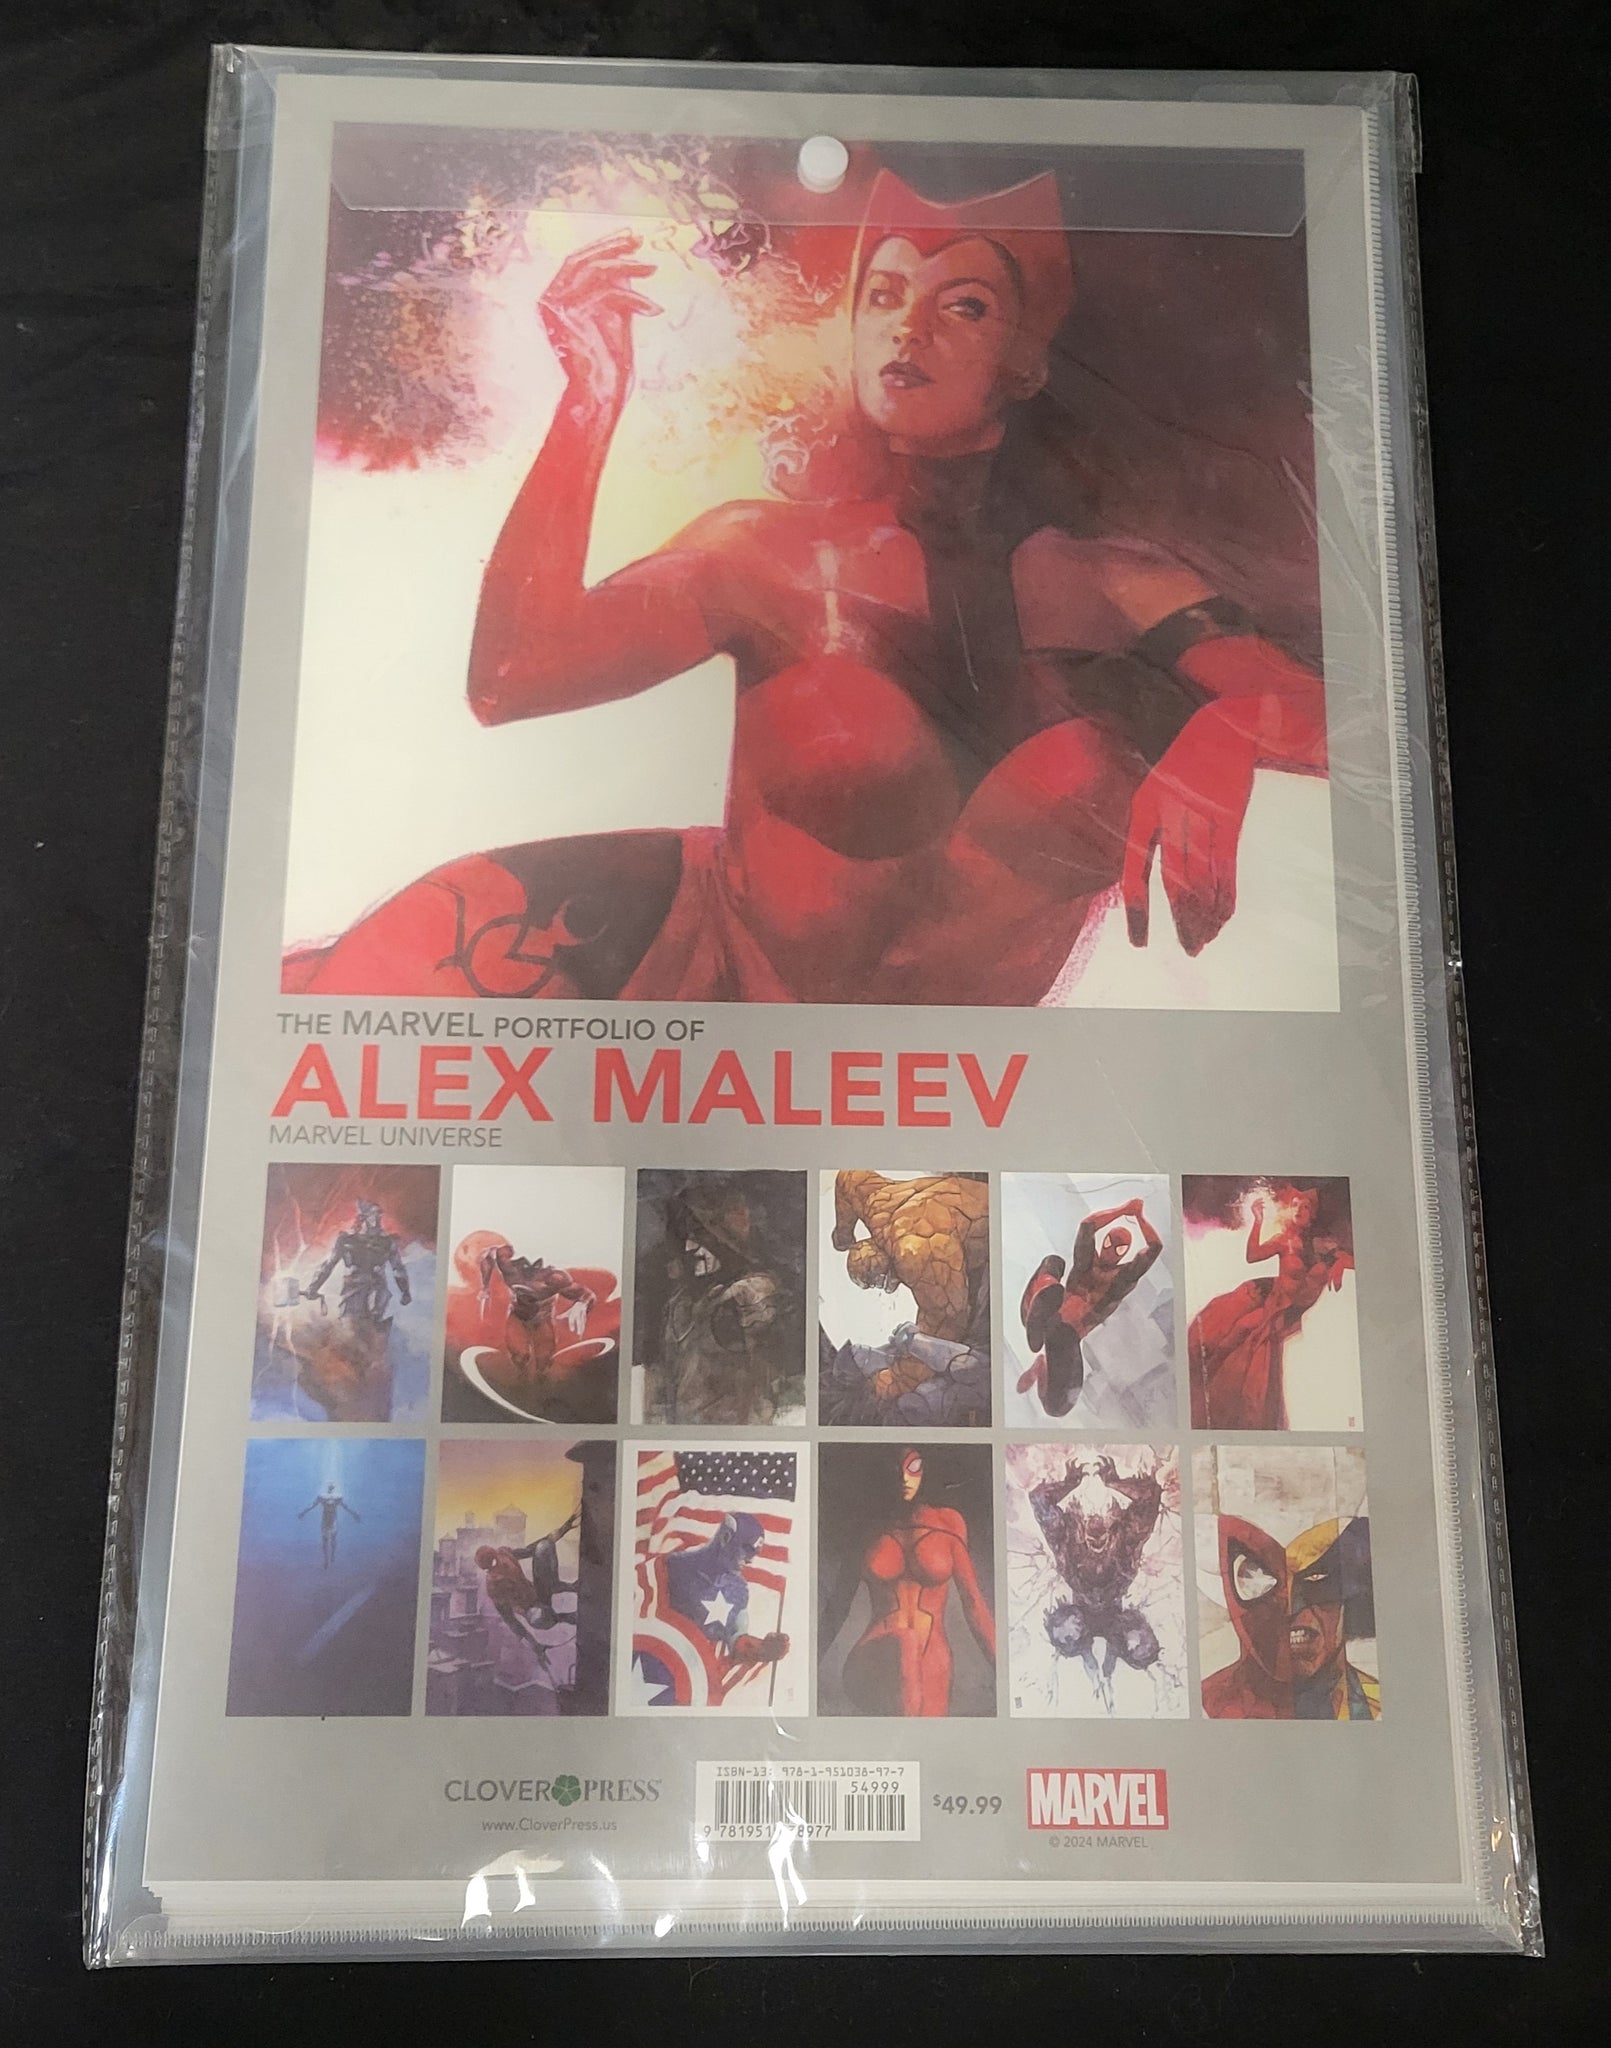 THE MARVEL PORTFOLIO OF
ALEX MALEEV
MARVEL UNIVERSE
CLOVER PRESS
www.CloverPress.us
ISBN-13: 978-1-951038-97-7
54999
$49.99
MARVEL
© 2024 MARVEL